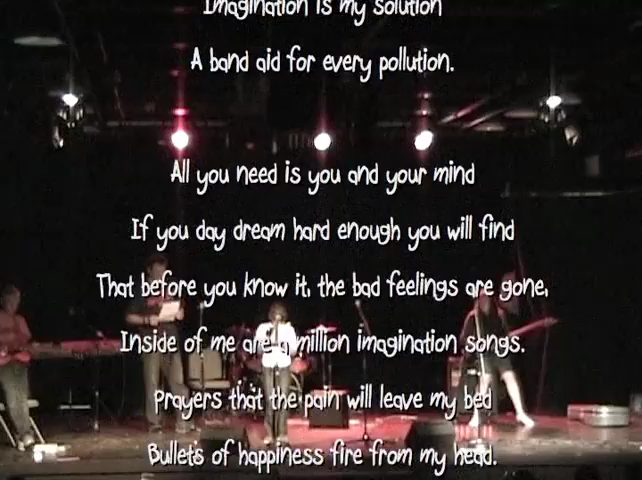 Imagination is my solution
A band aid for every pollution.
All you need is you and your mind
If you day dream hard enough you will find
That before you know it, the bad feelings are gone,
Inside of me are a million imagination songs.
Prayers that the pain will leave my bed
Bullets of happiness fire from my head.